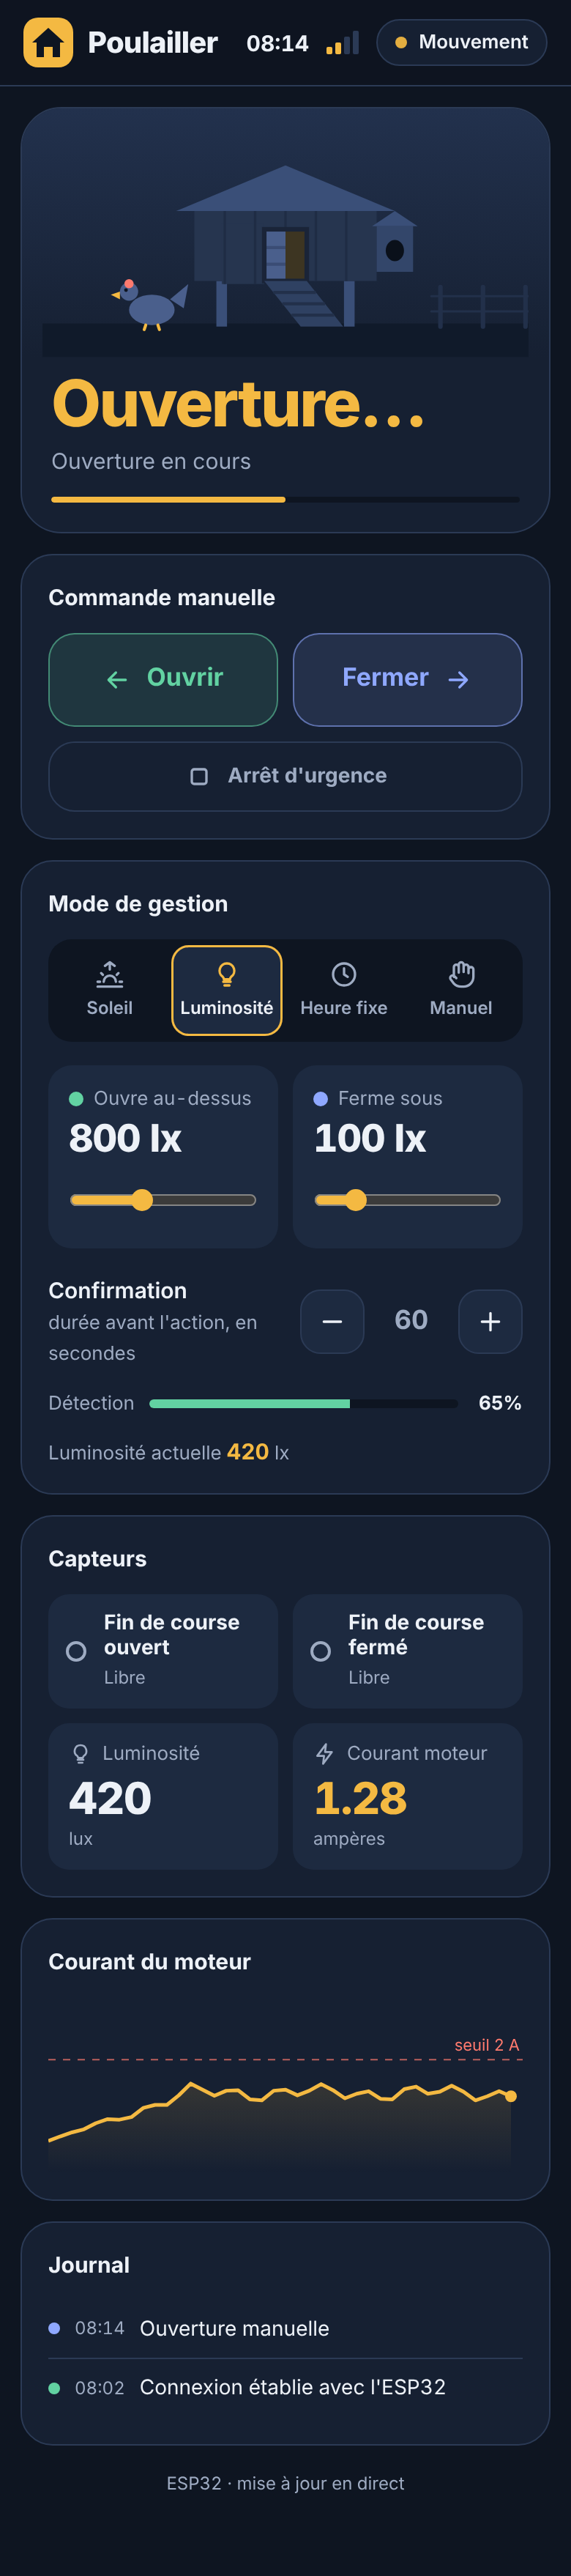 Poulailler
08:14
Mouvement
Ouverture...
Ouverture en cours
Commande manuelle
Ouvrir
Fermer
Arrêt d'urgence
Mode de gestion
Soleil
Luminosité
Heure fixe
Manuel
Ouvre au-dessus
800 lx
Ferme sous
100 lx
Confirmation
durée avant l'action, en
secondes
60
Détection
65%
Luminosité actuelle 420 lx
Capteurs
Fin de course
ouvert
Libre
Fin de course
fermé
Libre
Luminosité
420
lux
Courant moteur
1.28
ampères
Courant du moteur
seuil 2 A
Journal
08:14 Ouverture manuelle
08:02 Connexion établie avec l'ESP32
ESP32 · mise à jour en direct